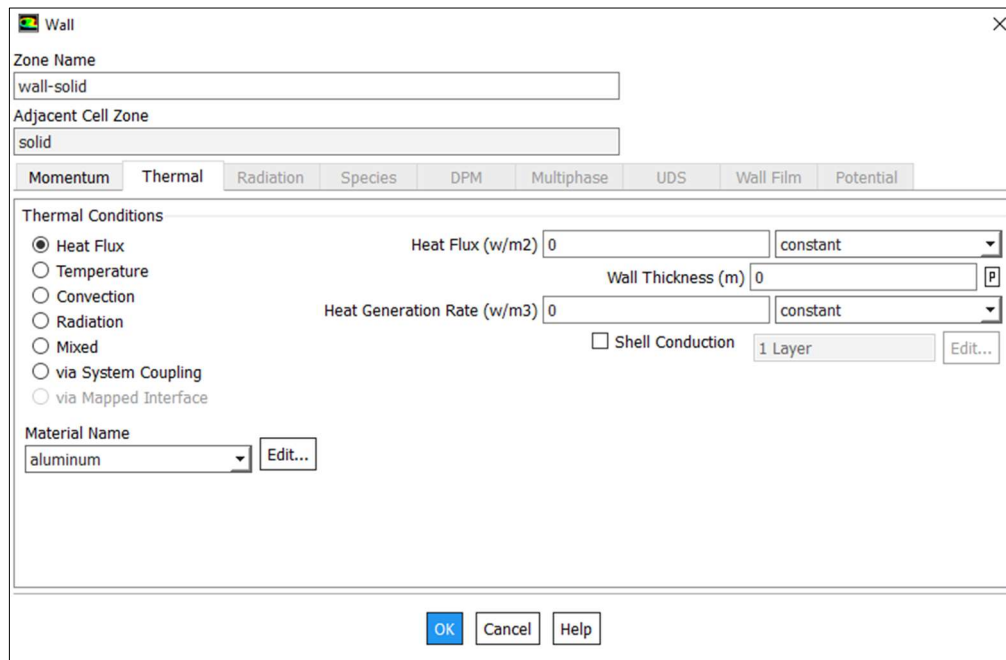 Wall
Zone Name
wall-solid
Adjacent Cell Zone
solid
Momentum Thermal Radiation Species DPM Multiphase UDS Wall Film Potential
Thermal Conditions
Heat Flux
Temperature
Convection
Radiation
Mixed
via System Coupling
via Mapped Interface
Heat Flux (w/m2) 0 constant
Wall Thickness (m) 0 P
Heat Generation Rate (w/m3) 0 constant
Shell Conduction 1 Layer Edit...
Material Name
aluminum Edit...
OK Cancel Help